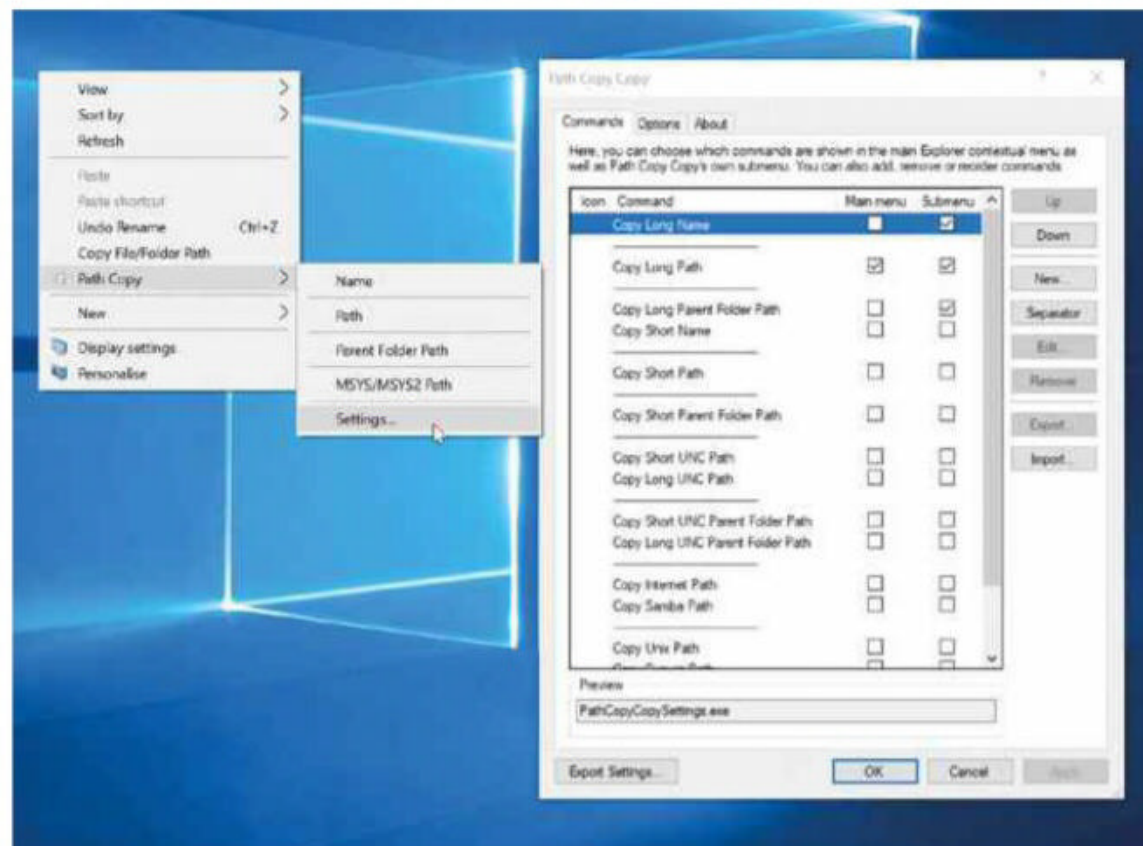 View
Sort by
Refresh
Paste
Paste shortcut
Undo Rename Ctrl+Z
Copy File/Folder Path
Path Copy
New
Display settings
Personalise
Name
Path
Parent Folder Path
MSYS/MSYS2 Path
Settings...
Path Copy Copy
Commands Options About
Here, you can choose which commands are shown in the main Explorer contextual menu as
well as Path Copy Copy's own submenu. You can also add, remove or reorder commands.
Icon Command Main menu Submenu
Copy Long Name
Copy Long Path
Copy Long Parent Folder Path
Copy Short Name
Copy Short Path
Copy Short Parent Folder Path
Copy Short UNC Path
Copy Long UNC Path
Copy Short UNC Parent Folder Path
Copy Long UNC Parent Folder Path
Copy Internet Path
Copy Samba Path
Copy Unix Path
Up
Down
New...
Separator
Edit...
Remove
Export...
Import...
Preview
PathCopyCopySettings.exe
Export Settings...
OK
Cancel
Apply